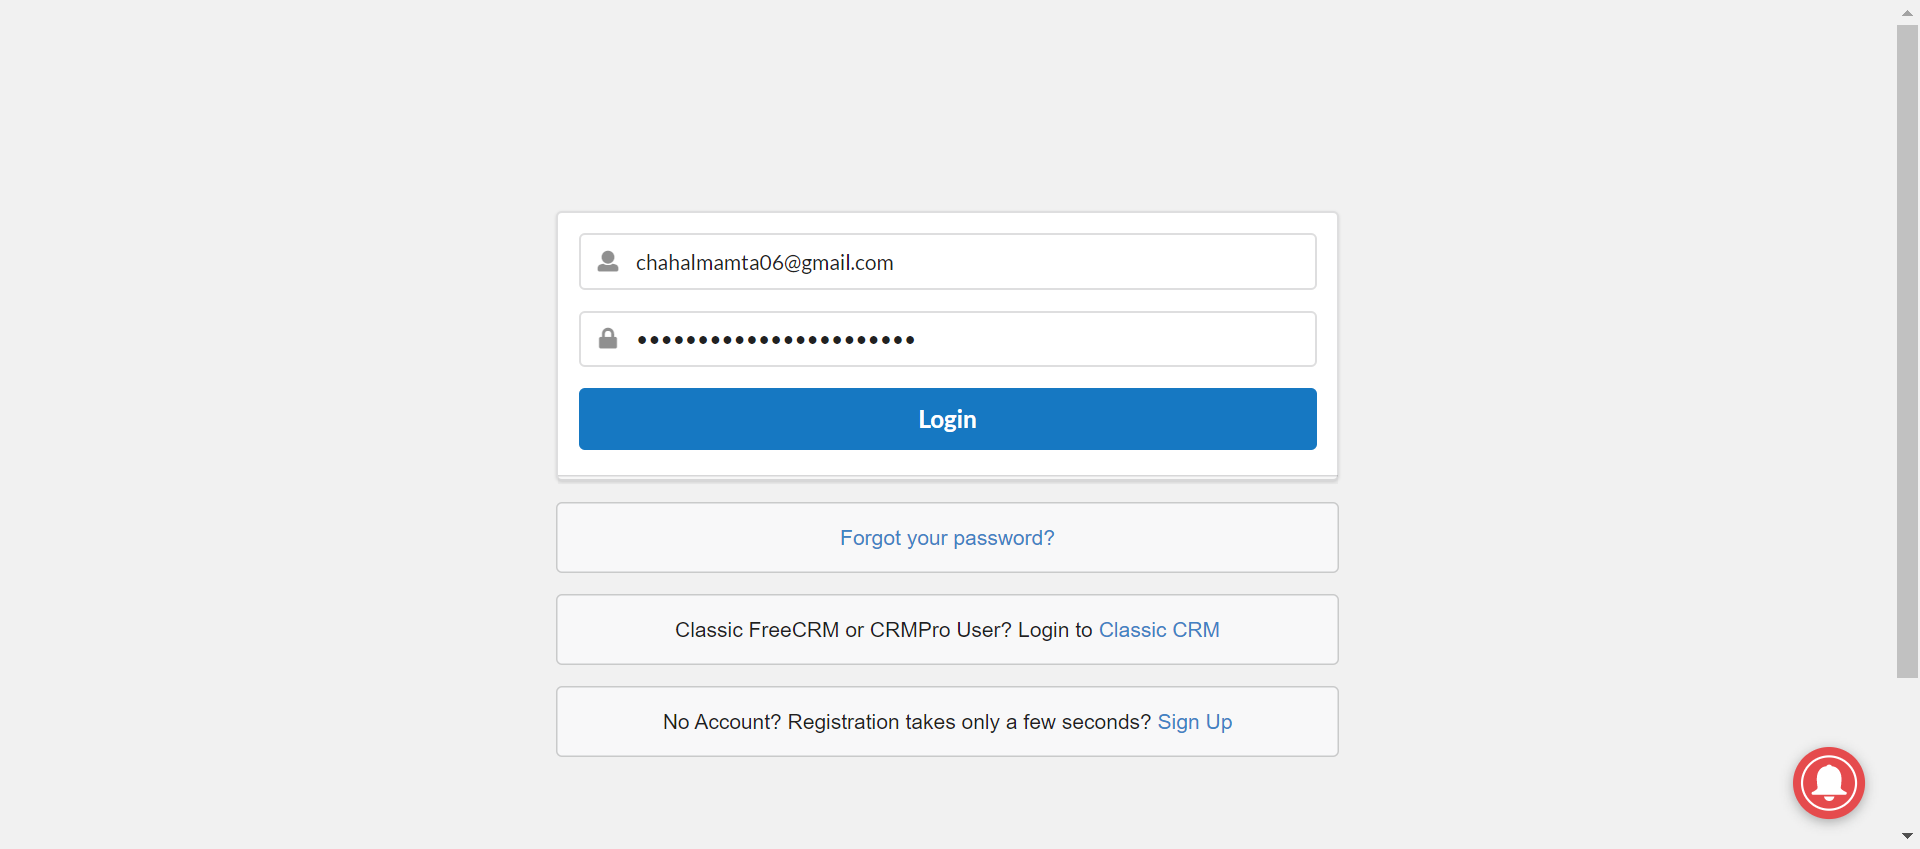 chahalmamta06@gmail.com
•••••••••••••••••••••••
Login
Forgot your password?
Classic FreeCRM or CRMPro User? Login to Classic CRM
No Account? Registration takes only a few seconds? Sign Up